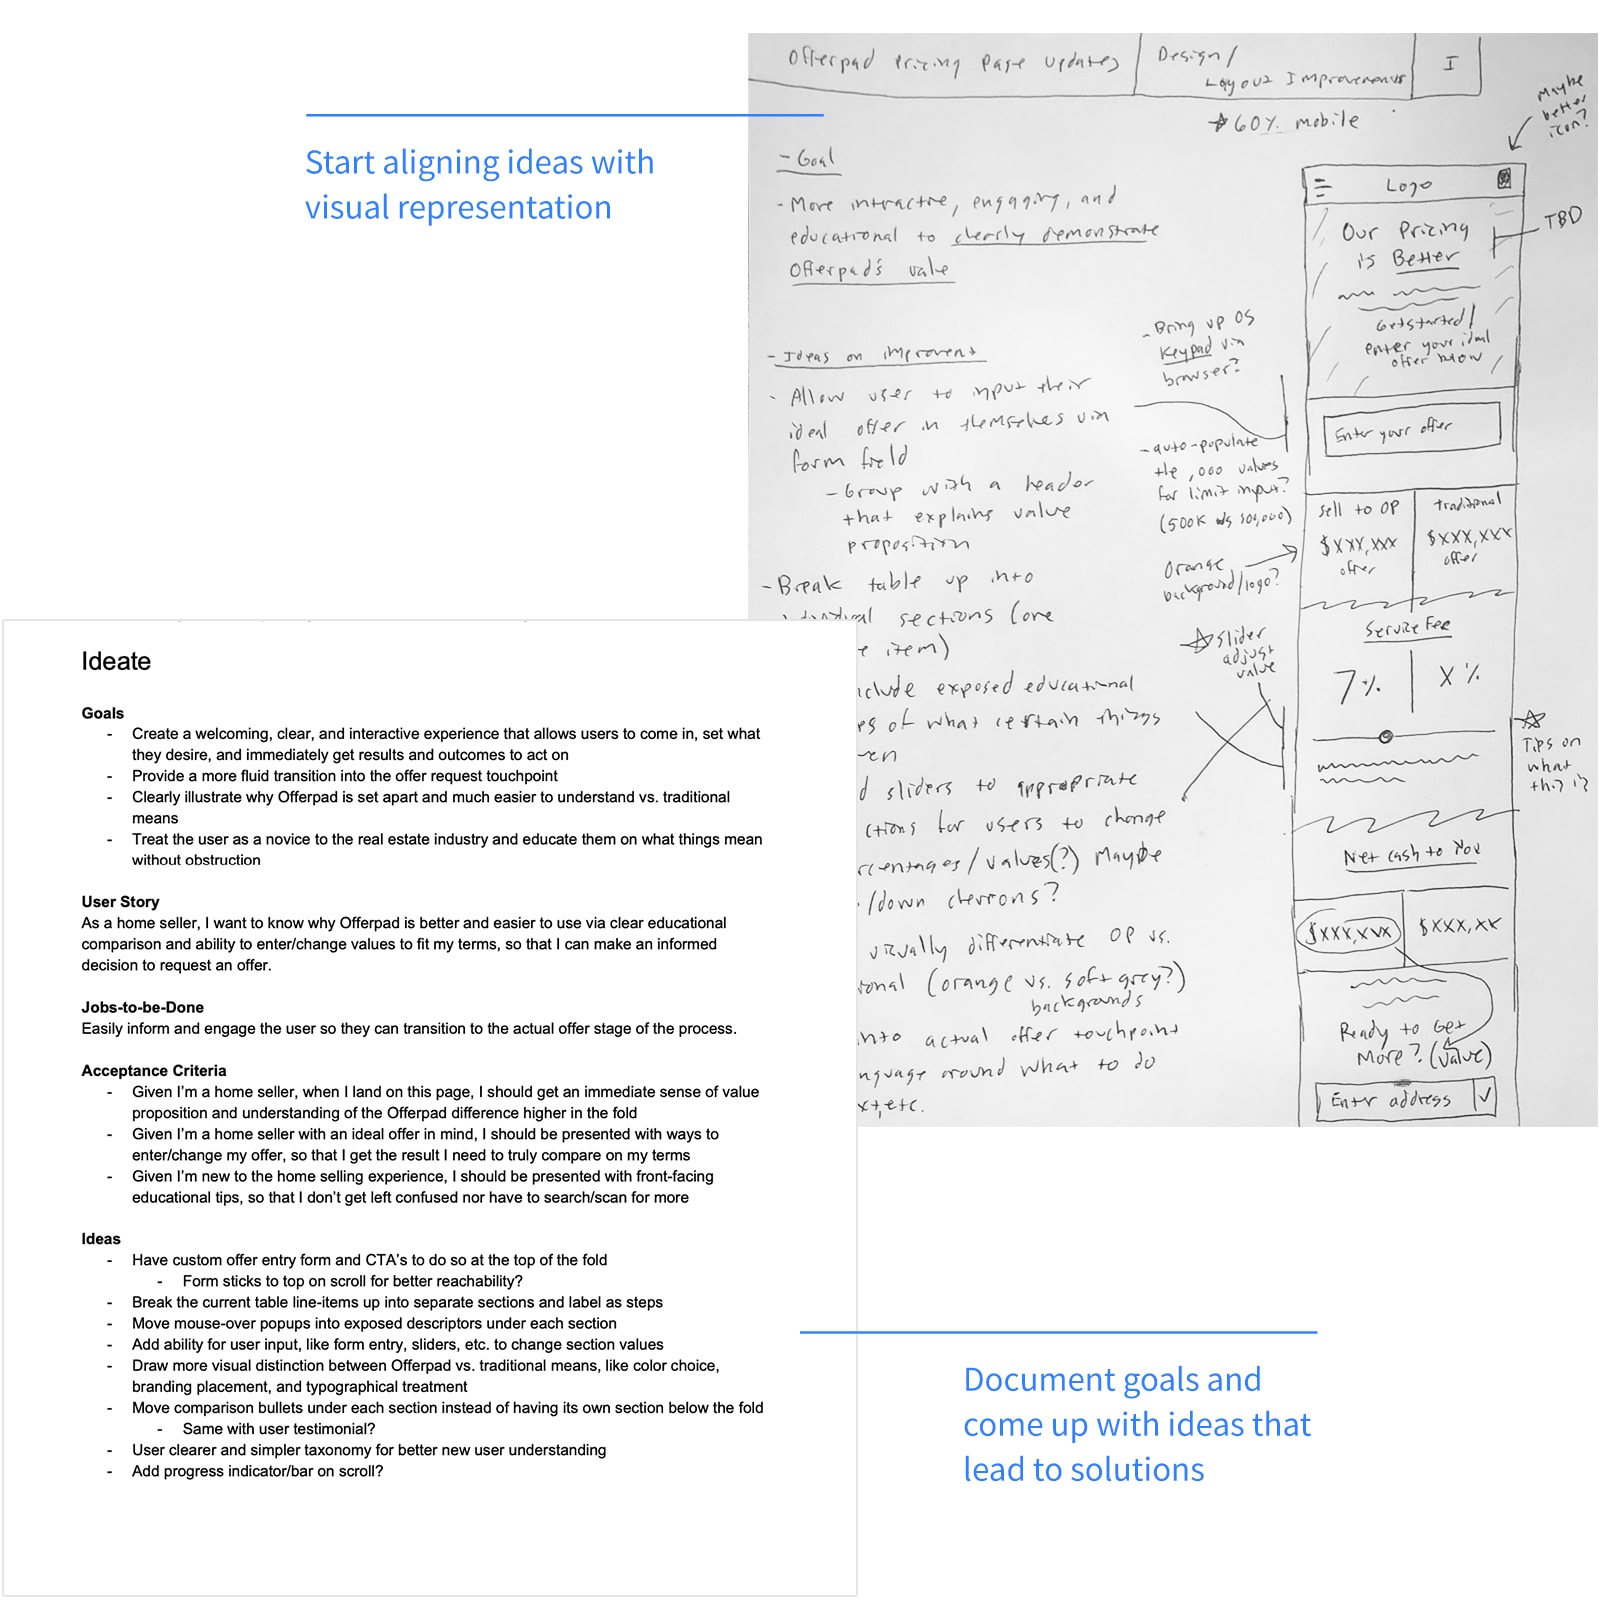 Start aligning ideas with
visual representation
Offerpad Pricing Page Updates
Design/
Layout Improvements
I
60% mobile
Maybe
better
icon?
- Goal
- More interactive, engaging, and
educational to clearly demonstrate
Offerpad's value
- Ideas on improvement
- Allow user to input their
ideal offer in themselves via
form field
- Group with a header
that explains value
proposition
- Break table up into
sections (one
item)
include exposed educational
of what certain things
sliders to appropriate
for users to change
/values(?) Maybe
/down chevrons?
visually differentiate OP vs.
(orange vs. soft grey?)
backgrounds
into actual offer touchpoint
around what to do
etc.
- Bring up OS
Keypad via
browser?
- auto-populate
the ,000 values
for limit input?
(500K vs 500,000)
Orange
background/logo?
Slider
adjust
value
Logo
Our Pricing
is Better
TBD
Get started/
enter your ideal
offer below
Enter your offer
Sell to OP
$XXX,XXX
offer
traditional
$XXX,XXX
offer
Service Fee
7%
X%
Tips on
what
this is
Net cash to You
$XXX,XXX
$XXX,XX
Ready to Get
More? (value)
Enter address
Ideate
Goals
- Create a welcoming, clear, and interactive experience that allows users to come in, set what
they desire, and immediately get results and outcomes to act on
- Provide a more fluid transition into the offer request touchpoint
- Clearly illustrate why Offerpad is set apart and much easier to understand vs. traditional
means
- Treat the user as a novice to the real estate industry and educate them on what things mean
without obstruction
User Story
As a home seller, I want to know why Offerpad is better and easier to use via clear educational
comparison and ability to enter/change values to fit my terms, so that I can make an informed
decision to request an offer.
Jobs-to-be-Done
Easily inform and engage the user so they can transition to the actual offer stage of the process.
Acceptance Criteria
- Given I'm a home seller, when I land on this page, I should get an immediate sense of value
proposition and understanding of the Offerpad difference higher in the fold
- Given I'm a home seller with an ideal offer in mind, I should be presented with ways to
enter/change my offer, so that I get the result I need to truly compare on my terms
- Given I'm new to the home selling experience, I should be presented with front-facing
educational tips, so that I don't get left confused nor have to search/scan for more
Ideas
- Have custom offer entry form and CTA's to do so at the top of the fold
- Form sticks to top on scroll for better reachability?
- Break the current table line-items up into separate sections and label as steps
- Move mouse-over popups into exposed descriptors under each section
- Add ability for user input, like form entry, sliders, etc. to change section values
- Draw more visual distinction between Offerpad vs. traditional means, like color choice,
branding placement, and typographical treatment
- Move comparison bullets under each section instead of having its own section below the fold
- Same with user testimonial?
- User clearer and simpler taxonomy for better new user understanding
- Add progress indicator/bar on scroll?
Document goals and
come up with ideas that
lead to solutions